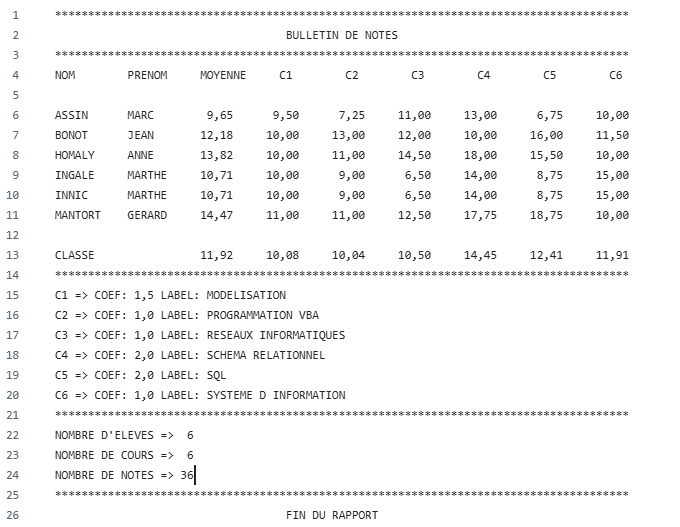 1 ***************************************************************************************
2 BULLETIN DE NOTES
3 ***************************************************************************************
4 NOM PRENOM MOYENNE C1 C2 C3 C4 C5 C6
5
6 ASSIN MARC 9,65 9,50 7,25 11,00 13,00 6,75 10,00
7 BONOT JEAN 12,18 10,00 13,00 12,00 10,00 16,00 11,50
8 HOMALY ANNE 13,82 10,00 11,00 14,50 18,00 15,50 10,00
9 INGALE MARTHE 10,71 10,00 9,00 6,50 14,00 8,75 15,00
10 INNIC MARTHE 10,71 10,00 9,00 6,50 14,00 8,75 15,00
11 MANTORT GERARD 14,47 11,00 11,00 12,50 17,75 18,75 10,00
12
13 CLASSE 11,92 10,08 10,04 10,50 14,45 12,41 11,91
14 ***************************************************************************************
15 C1 => COEF: 1,5 LABEL: MODELISATION
16 C2 => COEF: 1,0 LABEL: PROGRAMMATION VBA
17 C3 => COEF: 1,0 LABEL: RESEAUX INFORMATIQUES
18 C4 => COEF: 2,0 LABEL: SCHEMA RELATIONNEL
19 C5 => COEF: 2,0 LABEL: SQL
20 C6 => COEF: 1,0 LABEL: SYSTEME D INFORMATION
21 ***************************************************************************************
22 NOMBRE D'ELEVES => 6
23 NOMBRE DE COURS => 6
24 NOMBRE DE NOTES => 36
25 ***************************************************************************************
26 FIN DU RAPPORT